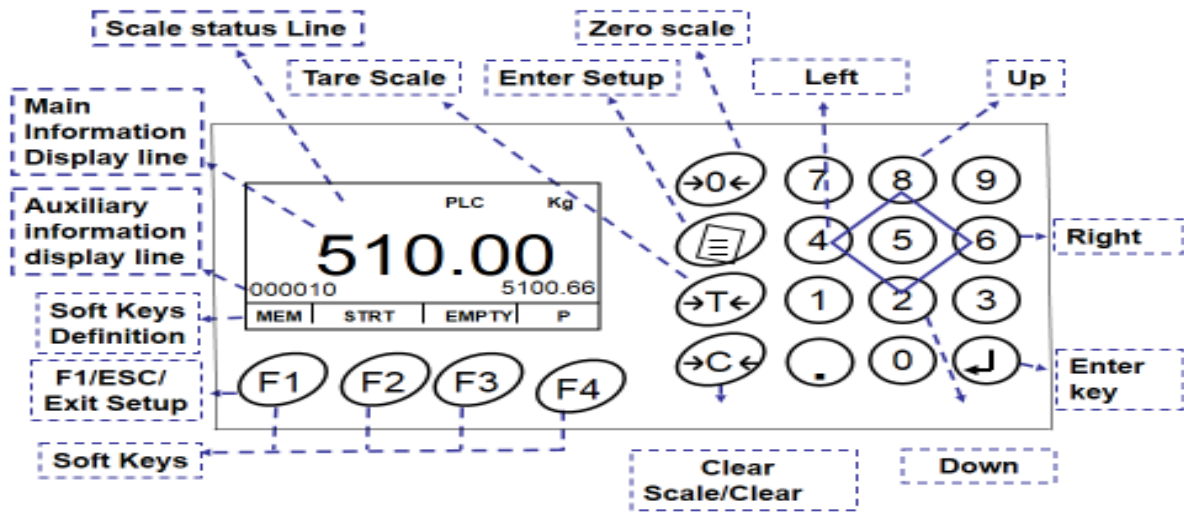 Scale status Line
Zero scale
Tare Scale
Enter Setup
Left
Up
Main
Information
Display line
Auxiliary
information
display line
Soft Keys
Definition
F1/ESC/
Exit Setup
Soft Keys
PLC Kg
510.00
000010 5100.66
MEM STRT EMPTY P
F1 F2 F3 F4
→0← 7 8 9
4 5 6
→T← 1 2 3
→C← . 0
Right
Enter
key
Clear
Scale/Clear
Down